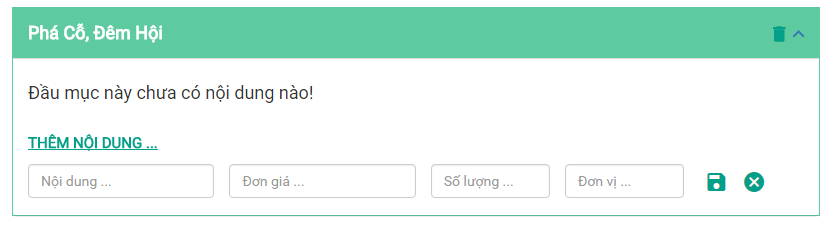 Phá Cỗ, Đêm Hội
Đầu mục này chưa có nội dung nào!
THÊM NỘI DUNG ...
Nội dung ... Đơn giá ... Số lượng ... Đơn vị ...